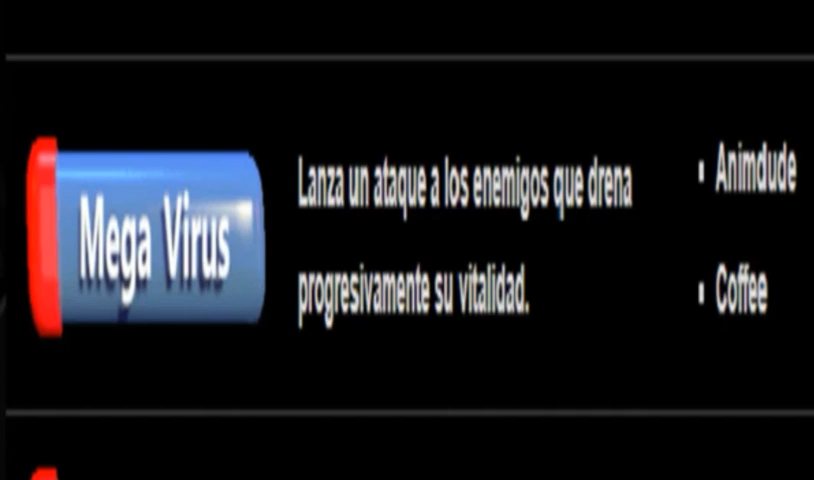 Mega Virus
Lanza un ataque a los enemigos que drena
progresivamente su vitalidad.
▪ Animdude
▪ Coffee